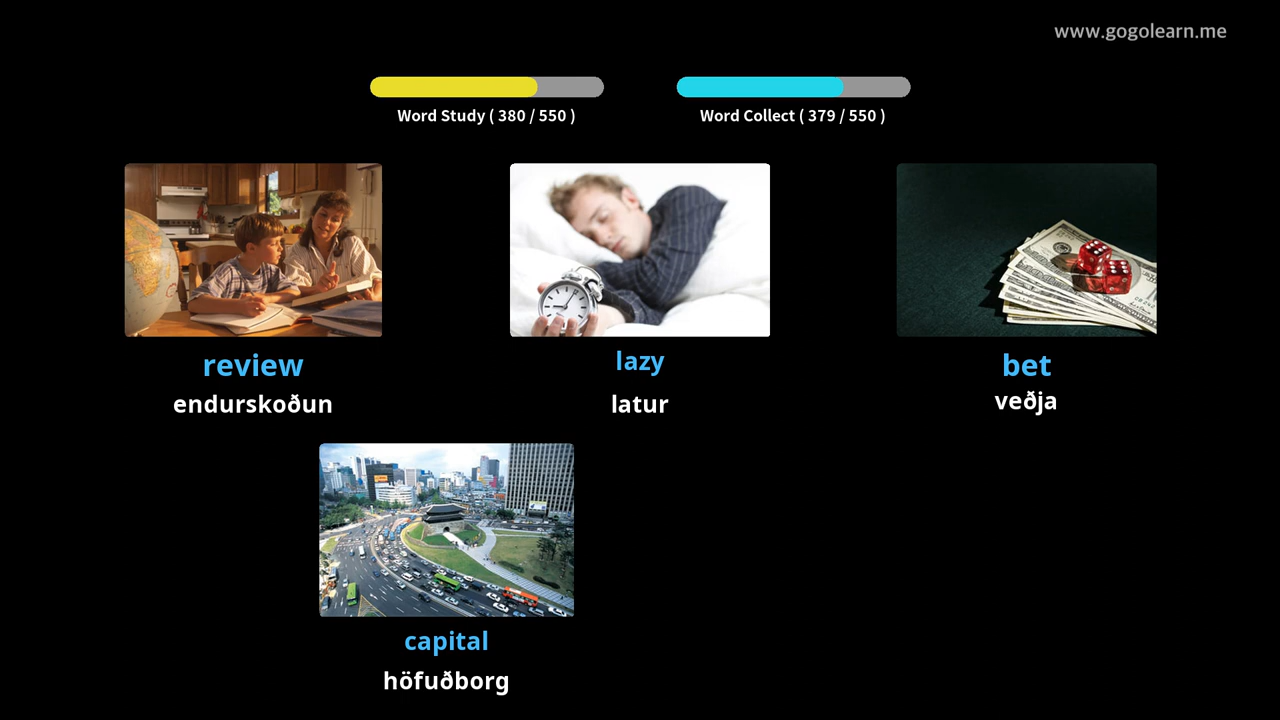 www.gogolearn.me
Word Study ( 380 / 550 )
Word Collect ( 379 / 550 )
review
endurskoðun
lazy
latur
bet
veðja
capital
höfuðborg